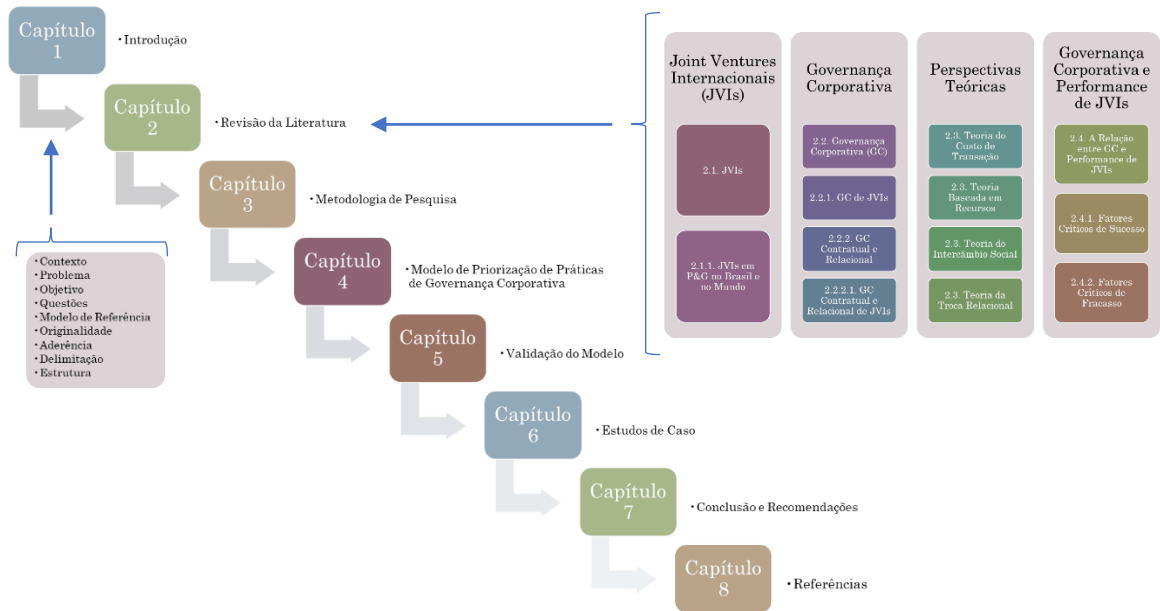 Capítulo
1
• Introdução
Capítulo
2
• Revisão da Literatura
Capítulo
3
• Metodologia de Pesquisa
Capítulo
4
• Modelo de Priorização de Práticas
de Governança Corporativa
Capítulo
5
• Validação do Modelo
Capítulo
6
• Estudos de Caso
Capítulo
7
• Conclusão e Recomendações
Capítulo
8
• Referências
• Contexto
• Problema
• Objetivo
• Questões
• Modelo de Referência
• Originalidade
• Aderência
• Delimitação
• Estrutura
Joint Ventures
Internacionais
(JVIs)
2.1. JVIs
2.1.1. JVIs em
P&G no Brasil e
no Mundo
Governança
Corporativa
2.2. Governança
Corporativa (GC)
2.2.1. GC de JVIs
2.2.2. GC
Contratual e
Relacional
2.2.2.1. GC
Contratual e
Relacional de JVIs
Perspectivas
Teóricas
2.3. Teoria do
Custo de
Transação
2.3. Teoria
Baseada em
Recursos
2.3. Teoria do
Intercâmbio Social
2.3. Teoria da
Troca Relacional
Governança
Corporativa e
Performance
de JVIs
2.4. A Relação
entre GC e
Performance de
JVIs
2.4.1. Fatores
Críticos de Sucesso
2.4.2. Fatores
Críticos de
Fracasso